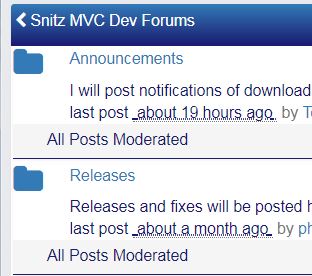 Snitz MVC Dev Forums
Announcements
I will post notifications of download
last post about 19 hours ago by
All Posts Moderated
Releases
Releases and fixes will be posted
last post about a month ago by ph
All Posts Moderated